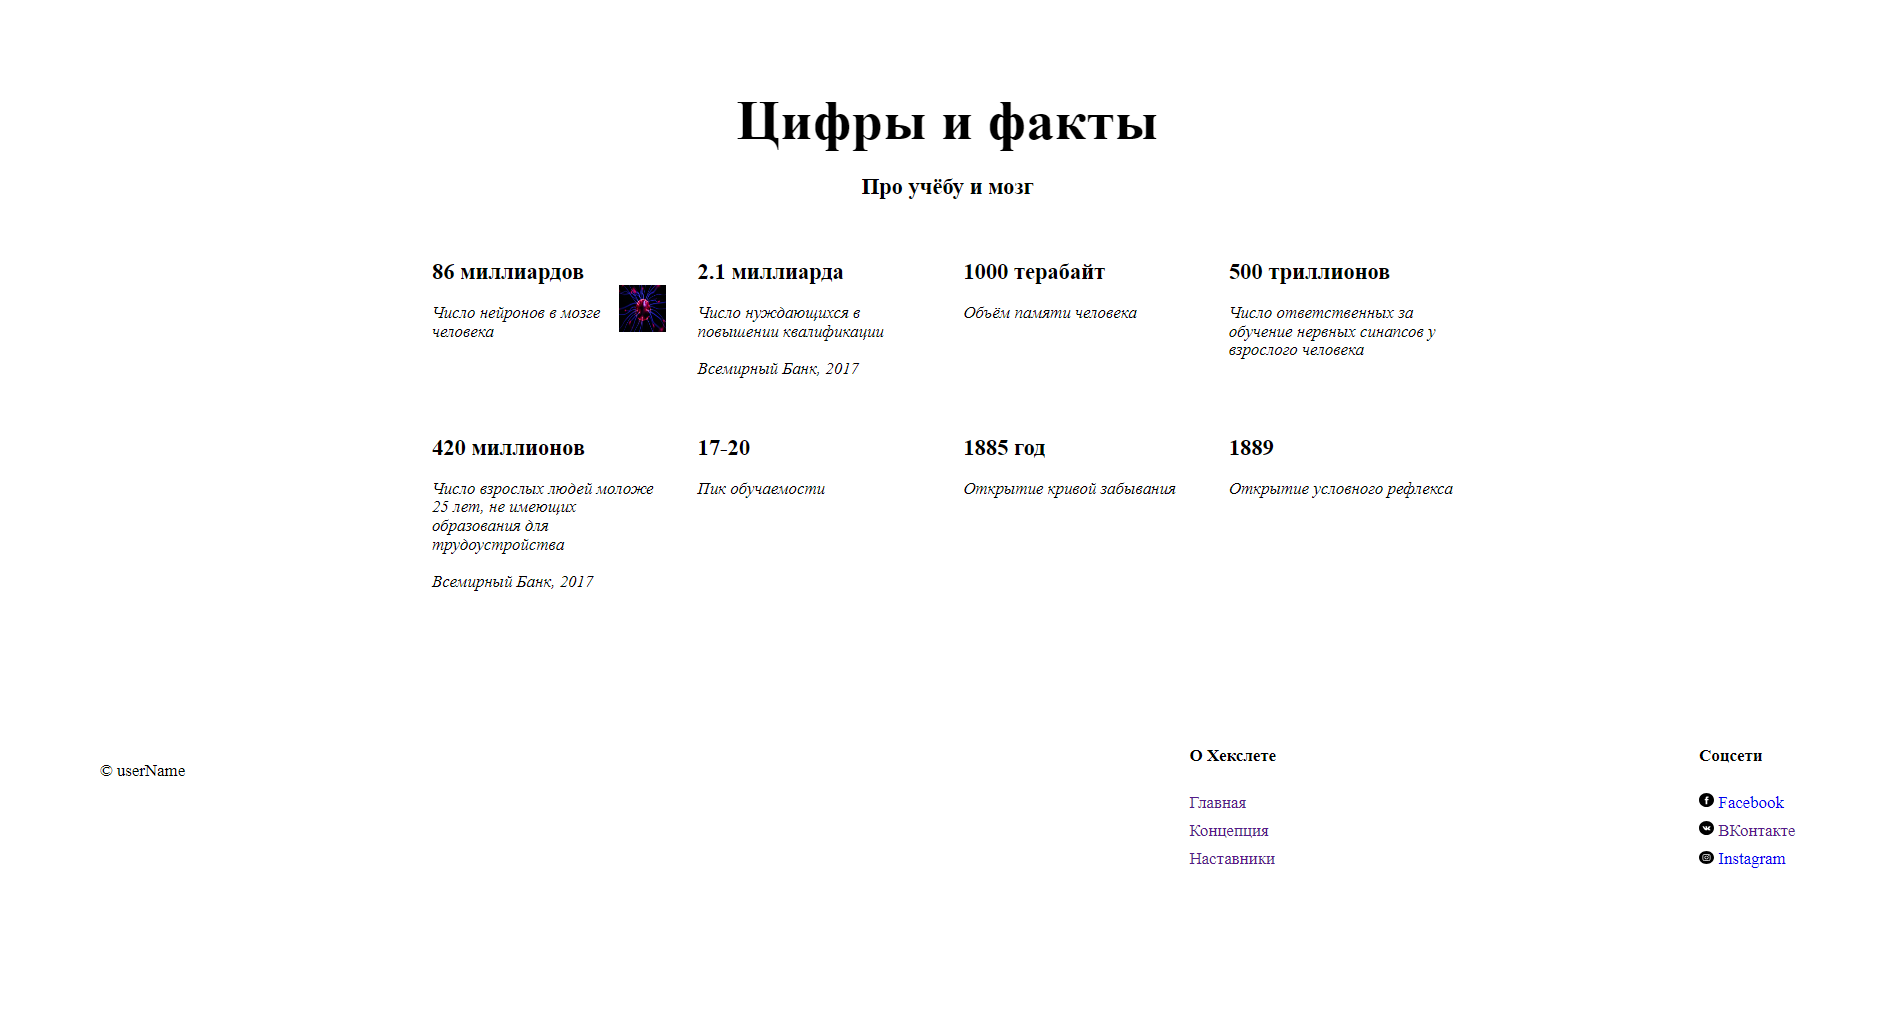 Цифры и факты
Про учёбу и мозг
86 миллиардов
Число нейронов в мозге
человека
2.1 миллиарда
Число нуждающихся в
повышении квалификации
Всемирный Банк, 2017
1000 терабайт
Объём памяти человека
500 триллионов
Число ответственных за
обучение нервных синапсов у
взрослого человека
420 миллионов
Число взрослых людей моложе
25 лет, не имеющих
образования для
трудоустройства
Всемирный Банк, 2017
17-20
Пик обучаемости
1885 год
Открытие кривой забывания
1889
Открытие условного рефлекса
© userName
О Хекслете
Главная
Концепция
Наставники
Соцсети
Facebook
ВКонтакте
Instagram